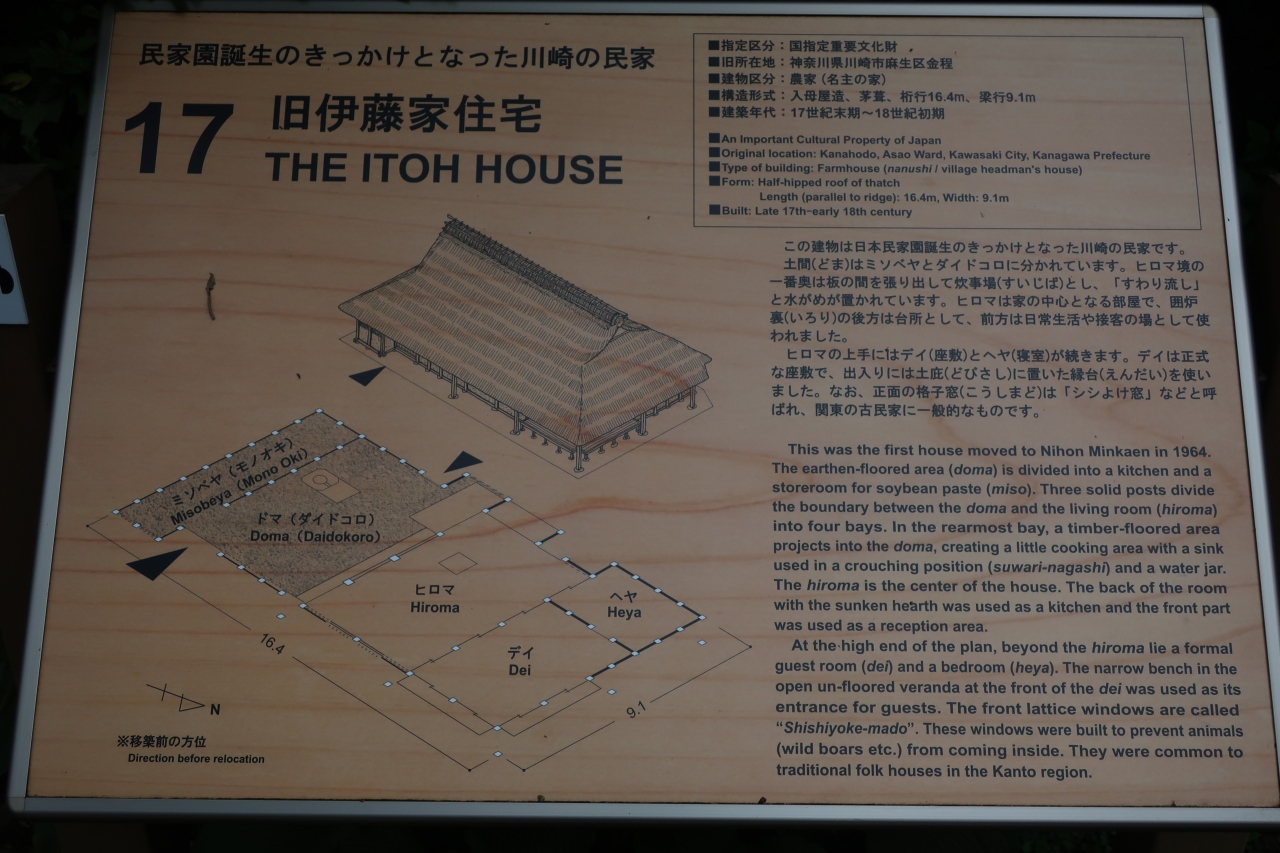 民家園誕生のきっかけとなった川崎の民家
17
旧伊藤家住宅
THE ITOH HOUSE
■指定区分：国指定重要文化財
■旧所在地：神奈川県川崎市麻生区金程
■建物区分：農家（名主の家）
■構造形式：入母屋造、茅葺、桁行16.4m、梁行9.1m
■建築年代：17世紀末期〜18世紀初期
■An Important Cultural Property of Japan
■Original location: Kanahodo, Asao Ward, Kawasaki City, Kanagawa Prefecture
■Type of building: Farmhouse (nanushi / village headman's house)
■Form: Half-hipped roof of thatch
Length (parallel to ridge): 16.4m, Width: 9.1m
■Built: Late 17th-early 18th century
この建物は日本民家園誕生のきっかけとなった川崎の民家です。
土間(どま)はミソベヤとダイドコロに分かれています。ヒロマ境の
一番奥は板の間を張り出して炊事場(すいじば)とし、「すわり流し」
と水がめが置かれています。ヒロマは家の中心となる部屋で、囲炉
裏(いろり)の後方は台所として、前方は日常生活や接客の場として使
われました。
ヒロマの上手にはデイ(座敷)とヘヤ(寝室)が続きます。デイは正式
な座敷で、出入りには土庇(どびさし)に置いた縁台(えんだい)を使い
ました。なお、正面の格子窓(こうしまど)は「シシよけ窓」などと呼
ばれ、関東の古民家に一般的なものです。
This was the first house moved to Nihon Minkaen in 1964.
The earthen-floored area (doma) is divided into a kitchen and a
storeroom for soybean paste (miso). Three solid posts divide
the boundary between the doma and the living room (hiroma)
into four bays. In the rearmost bay, a timber-floored area
projects into the doma, creating a little cooking area with a sink
used in a crouching position (suwari-nagashi) and a water jar.
The hiroma is the center of the house. The back of the room
with the sunken hearth was used as a kitchen and the front part
was used as a reception area.
At the high end of the plan, beyond the hiroma lie a formal
guest room (dei) and a bedroom (heya). The narrow bench in the
open un-floored veranda at the front of the dei was used as its
entrance for guests. The front lattice windows are called
“Shishiyoke-mado”. These windows were built to prevent animals
(wild boars etc.) from coming inside. They were common to
traditional folk houses in the Kanto region.
ミソベヤ（モノオキ）
Misobeya (Mono Oki)
ドマ（ダイドコロ）
Doma (Daidokoro)
ヒロマ
Hiroma
ヘヤ
Heya
デイ
Dei
16.4
9.1
N
※移築前の方位
Direction before relocation